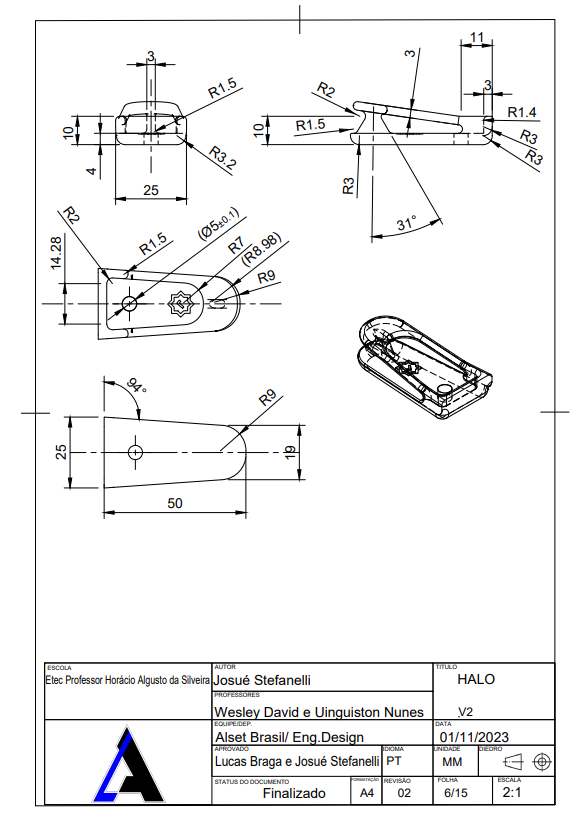 3
R1.5
10
4
R3.2
25
11
3
3
R2
R1.4
R1.5
10
R3
R3
R3
31°
R2
R1.5
(Ø5±0.1)
R7
(R8.98)
R9
14.28
94°
R9
25
19
50
ESCOLA
Etec Professor Horácio Algusto da Silveira
AUTOR
Josué Stefanelli
TITULO
HALO
PROFESSORES
Wesley David e Uinguiston Nunes
V2
EQUIPE/DEP.
Alset Brasil/ Eng.Design
DATA
01/11/2023
APROVADO
Lucas Braga e Josué Stefanelli
IDIOMA
PT
UNIDADE
MM
DIEDRO
STATUS DO DOCUMENTO
Finalizado
FORMATAÇÃO
A4
REVISÃO
02
FOLHA
6/15
ESCALA
2:1